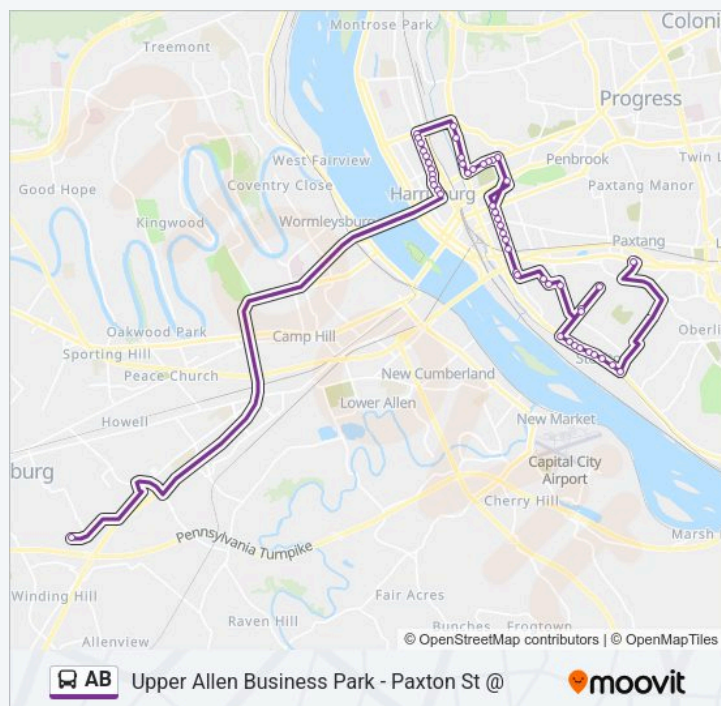 Montrose Park
Coloni
Treemont
Progress
West Fairview
Penbrook
Twin L
Good Hope
Coventry Close
Paxtang Manor
Kingwood
Wormleysburg
Paxtang
Oakwood Park
Camp Hill
Oberli
Sporting Hill
Peace Church
New Cumberland
Lower Allen
Howell
New Market
burg
Capital City
Airport
Cherry Hill
Pennsylvania Turnpike
Marsh
Winding Hill
Fair Acres
Raven Hill
Bunches
Frogtown
Allenview
© OpenStreetMap contributors | © OpenMapTiles
AB Upper Allen Business Park - Paxton St @ moovit